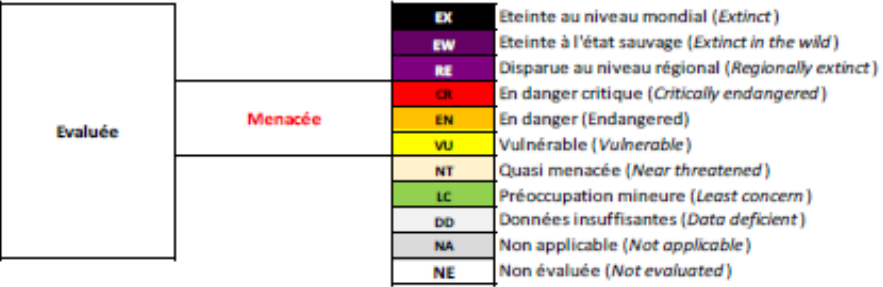 EX Eteinte au niveau mondial (Extinct)
EW Eteinte à l'état sauvage (Extinct in the wild)
RE Disparue au niveau régional (Regionally extinct)
CR En danger critique (Critically endangered)
Evaluée Menacée EN En danger (Endangered)
VU Vulnérable (Vulnerable)
NT Quasi menacée (Near threatened)
LC Préoccupation mineure (Least concern)
DD Données insuffisantes (Data deficient)
NA Non applicable (Not applicable)
NE Non évaluée (Not evaluated)